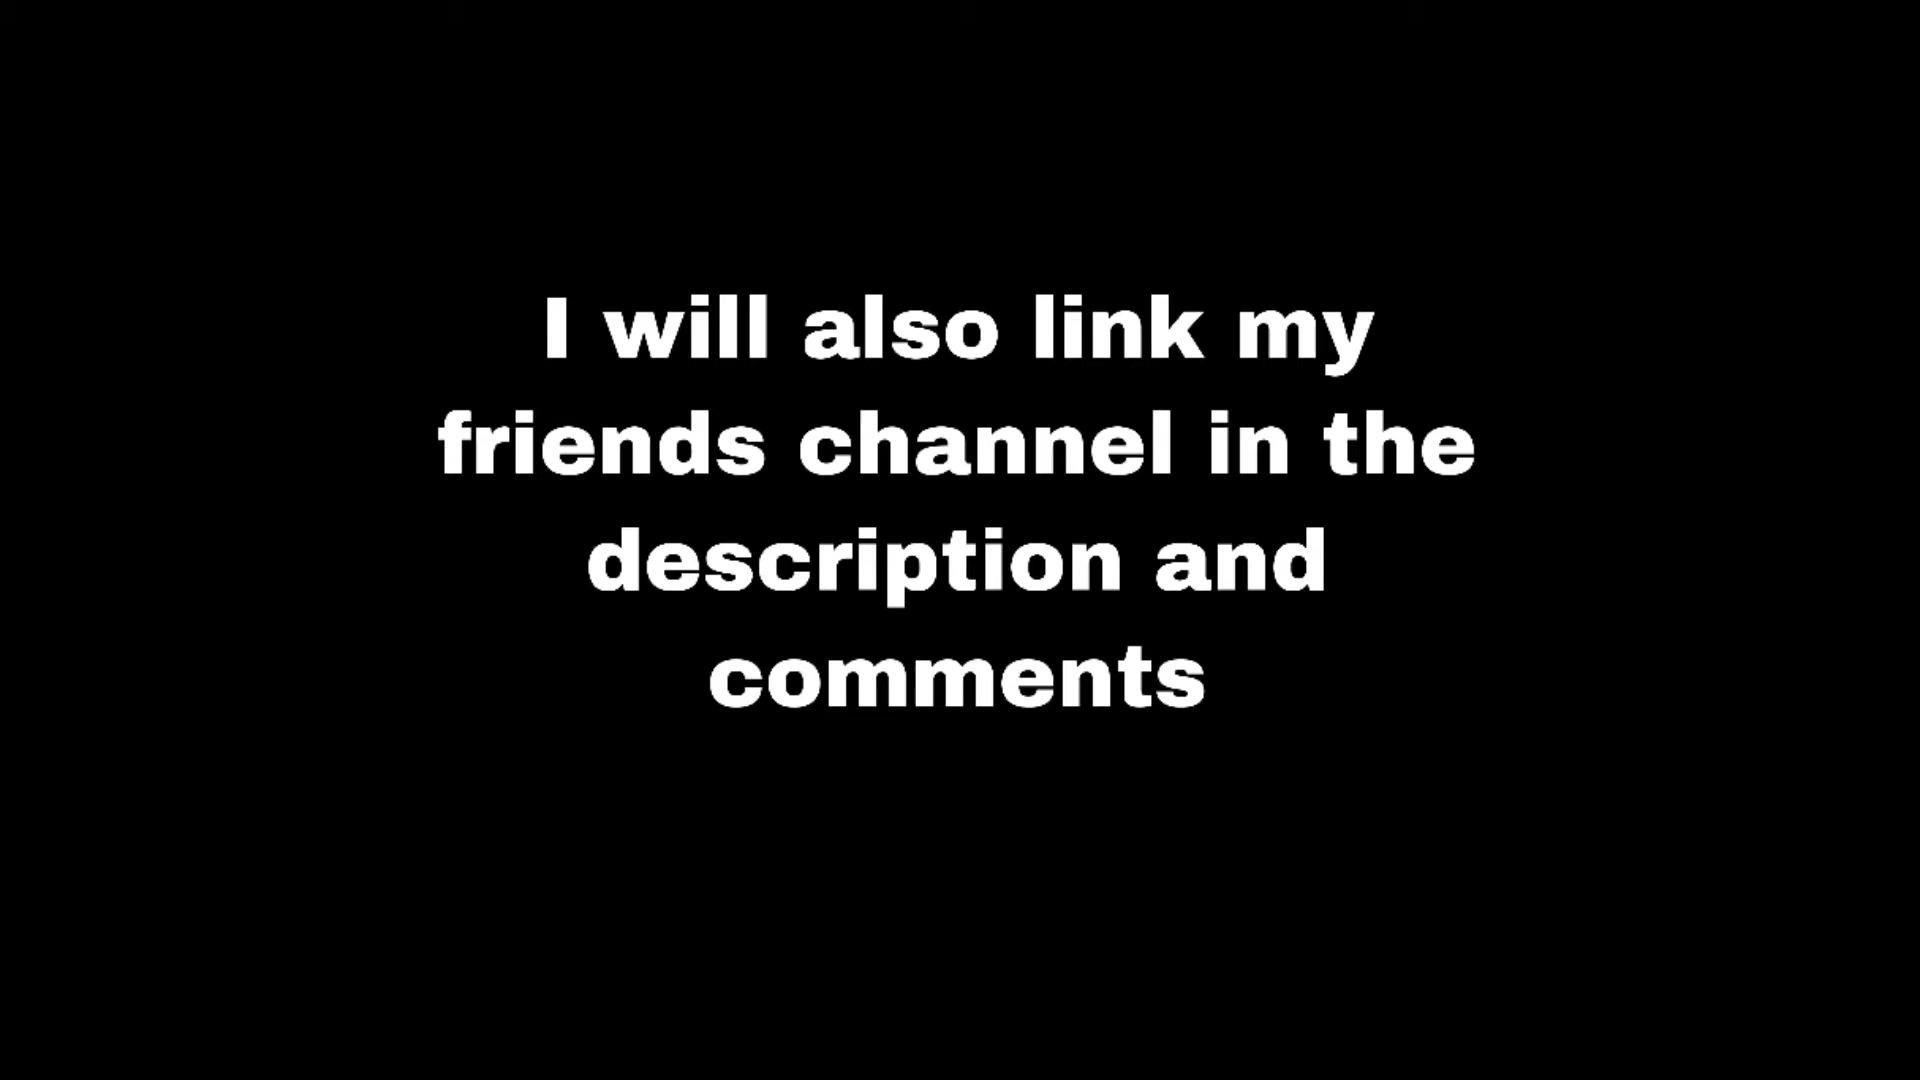 I will also link my
friends channel in the
description and
comments